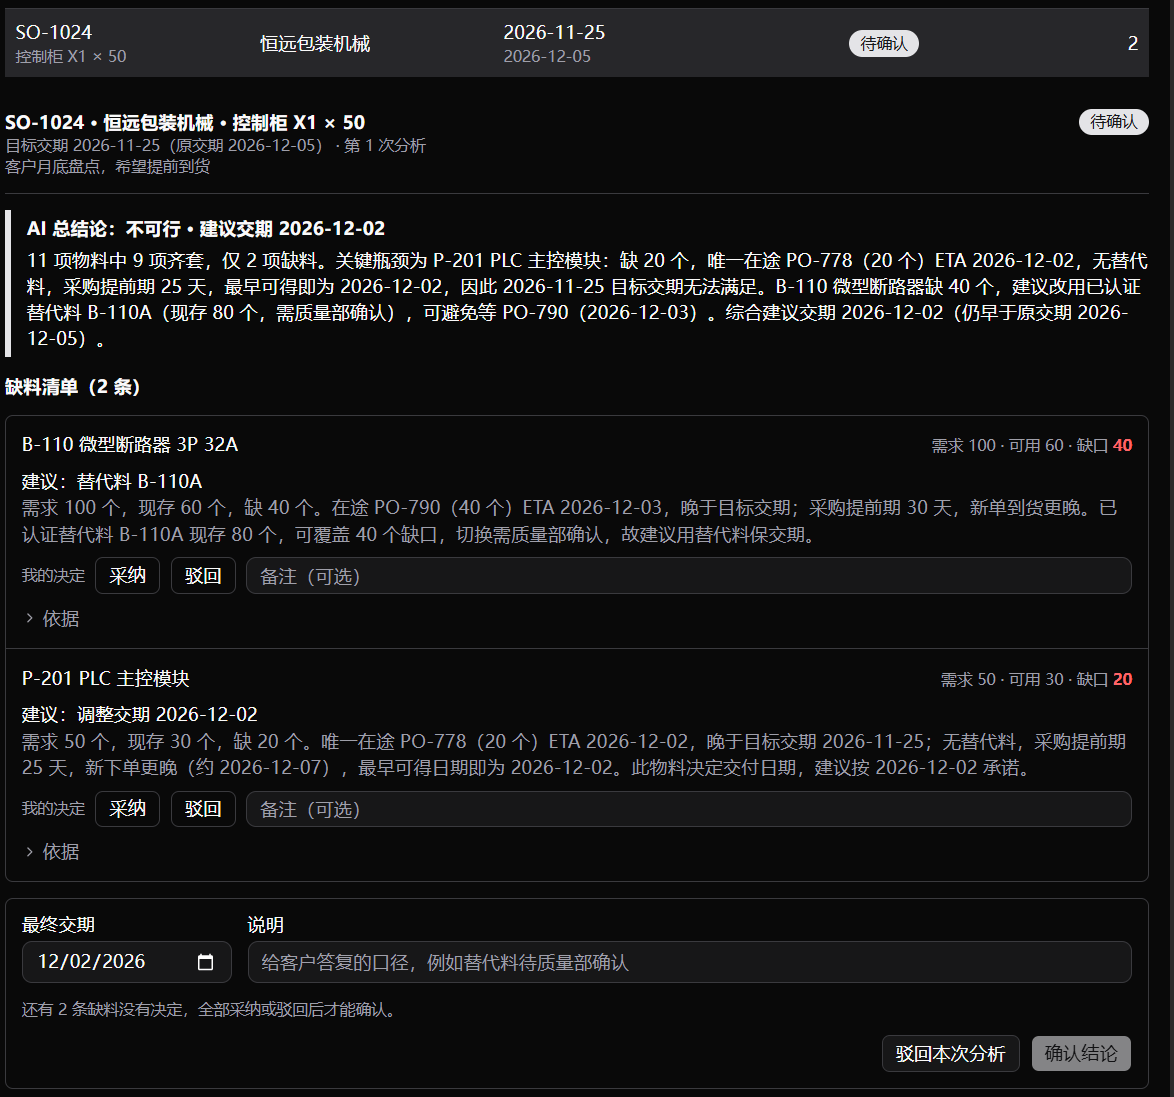 SO-1024
控制柜 X1 × 50
恒远包装机械
2026-11-25
2026-12-05
待确认
2
SO-1024 • 恒远包装机械 • 控制柜 X1 × 50
待确认
目标交期 2026-11-25（原交期 2026-12-05） · 第 1 次分析
客户月底盘点，希望提前到货
AI 总结论：不可行 • 建议交期 2026-12-02
11 项物料中 9 项齐套，仅 2 项缺料。关键瓶颈为 P-201 PLC 主控模块：缺 20 个，唯一在途 PO-778（20 个）ETA 2026-12-02，无替代
料，采购提前期 25 天，最早可得即为 2026-12-02，因此 2026-11-25 目标交期无法满足。B-110 微型断路器缺 40 个，建议改用已认证
替代料 B-110A（现存 80 个，需质量部确认），可避免等 PO-790（2026-12-03）。综合建议交期 2026-12-02（仍早于原交期 2026-
12-05）。
缺料清单（2 条）
B-110 微型断路器 3P 32A
需求 100 · 可用 60 · 缺口 40
建议：替代料 B-110A
需求 100 个，现存 60 个，缺 40 个。在途 PO-790（40 个）ETA 2026-12-03，晚于目标交期；采购提前期 30 天，新单到货更晚。已
认证替代料 B-110A 现存 80 个，可覆盖 40 个缺口，切换需质量部确认，故建议用替代料保交期。
我的决定
采纳
驳回
备注（可选）
依据
P-201 PLC 主控模块
需求 50 · 可用 30 · 缺口 20
建议：调整交期 2026-12-02
需求 50 个，现存 30 个，缺 20 个。唯一在途 PO-778（20 个）ETA 2026-12-02，晚于目标交期 2026-11-25；无替代料，采购提前期
25 天，新下单更晚（约 2026-12-07），最早可得日期即为 2026-12-02。此物料决定交付日期，建议按 2026-12-02 承诺。
我的决定
采纳
驳回
备注（可选）
依据
最终交期
说明
12/02/2026
给客户答复的口径，例如替代料待质量部确认
还有 2 条缺料没有决定，全部采纳或驳回后才能确认。
驳回本次分析
确认结论